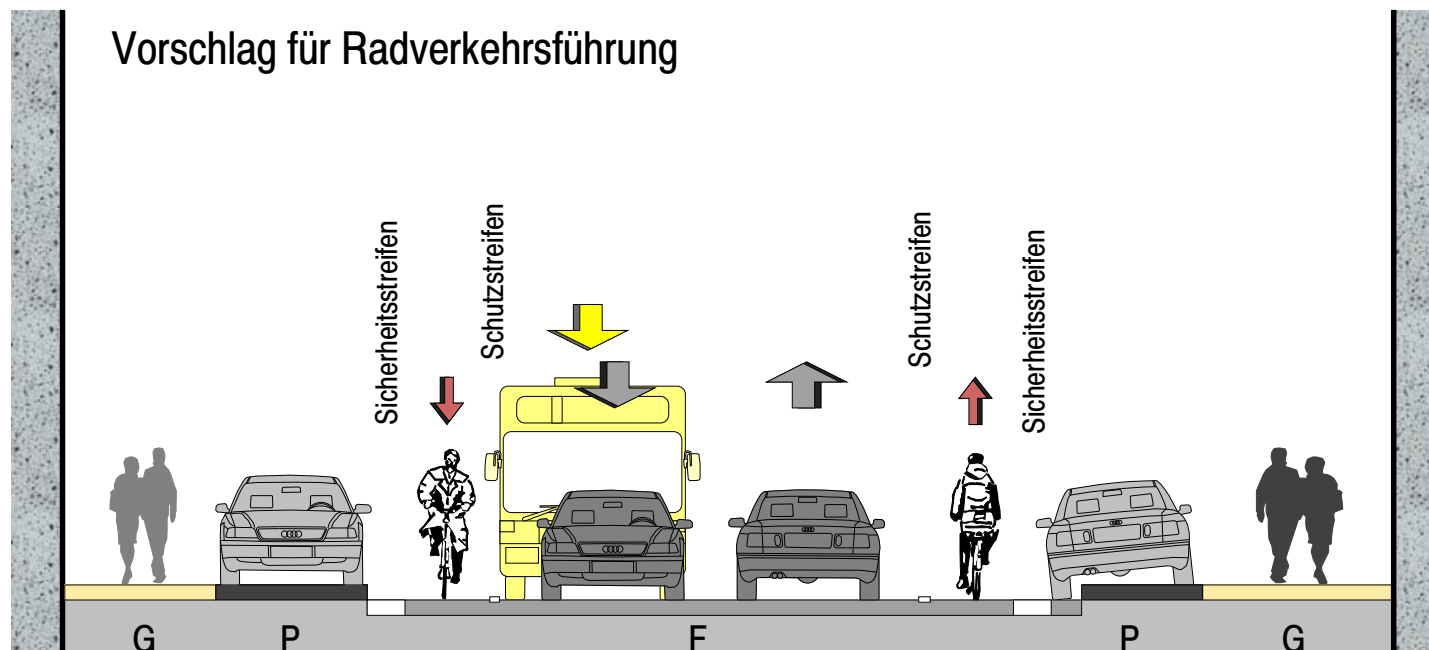 Vorschlag für Radverkehrsführung
Sicherheitsstreifen
Schutzstreifen
Schutzstreifen
Sicherheitsstreifen
G P F P G